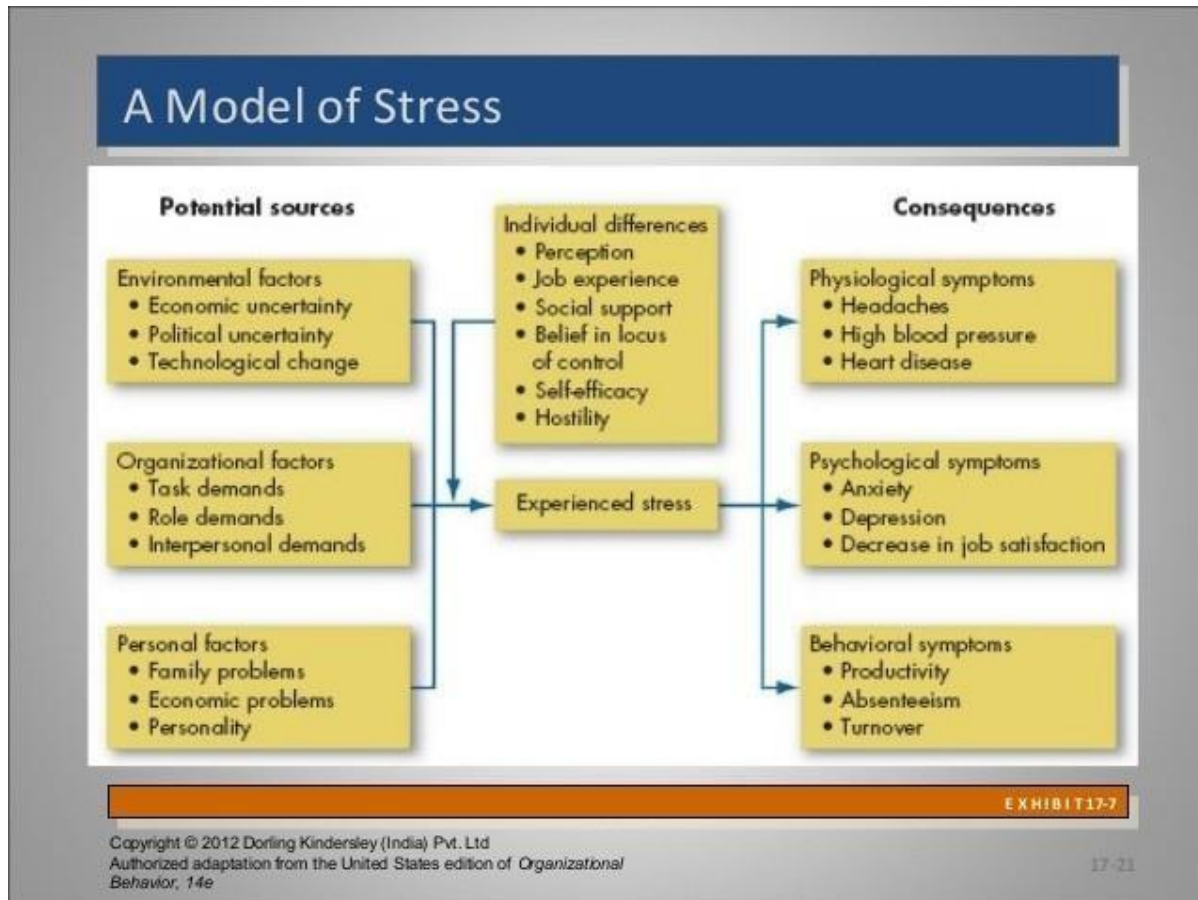 A Model of Stress
Potential sources
Environmental factors
• Economic uncertainty
• Political uncertainty
• Technological change
Organizational factors
• Task demands
• Role demands
• Interpersonal demands
Personal factors
• Family problems
• Economic problems
• Personality
Individual differences
• Perception
• Job experience
• Social support
• Belief in locus
of control
• Self-efficacy
• Hostility
Experienced stress
Consequences
Physiological symptoms
• Headaches
• High blood pressure
• Heart disease
Psychological symptoms
• Anxiety
• Depression
• Decrease in job satisfaction
Behavioral symptoms
• Productivity
• Absenteeism
• Turnover
EXHIBIT 17-7
Copyright © 2012 Dorling Kindersley (India) Pvt. Ltd
Authorized adaptation from the United States edition of Organizational
Behavior, 14e
17-21